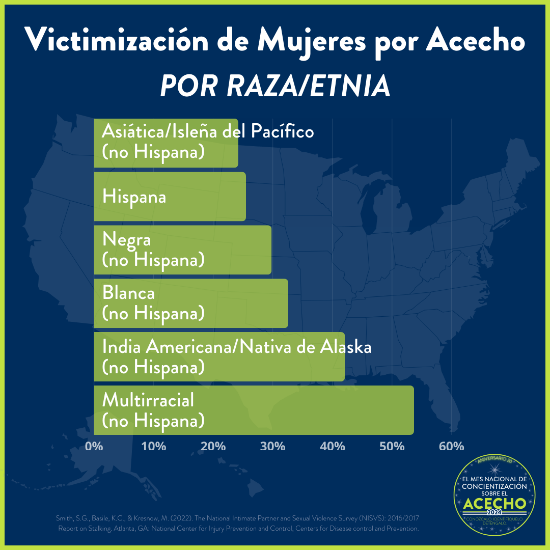 Victimización de Mujeres por Acecho
POR RAZA/ETNIA
Asiática/Isleña del Pacífico
(no Hispana)
Hispana
Negra
(no Hispana)
Blanca
(no Hispana)
India Americana/Nativa de Alaska
(no Hispana)
Multirracial
(no Hispana)
0% 10% 20% 30% 40% 50% 60%
Smith, S.G., Basile, K.C., & Kresnow, M. (2022). The National Intimate Partner and Sexual Violence Survey (NISVS): 2016/2017
Report on Stalking. Atlanta, GA: National Center for Injury Prevention and Control, Centers for Disease control and Prevention.
EL MES NACIONAL DE
CONCIENTIZACIÓN
SOBRE EL
ACECHO